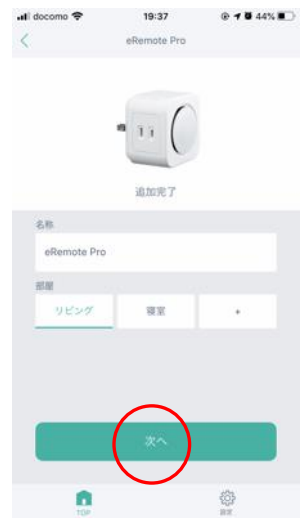 docomo 19:37 44%
eRemote Pro
追加完了
名称
eRemote Pro
部屋
リビング 寝室 +
次へ
TOP 設定